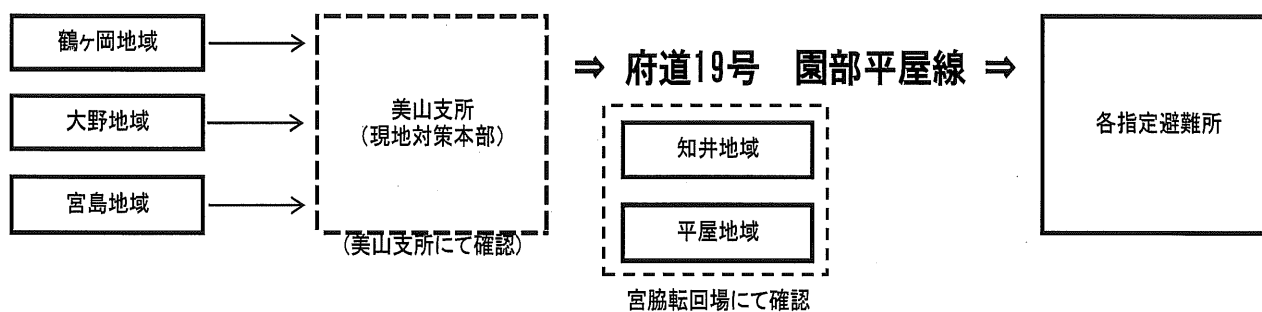 鶴ヶ岡地域
大野地域
宮島地域
美山支所
(現地対策本部)
(美山支所にて確認)
⇒ 府道19号 園部平屋線 ⇒
知井地域
平屋地域
宮脇転回場にて確認
各指定避難所